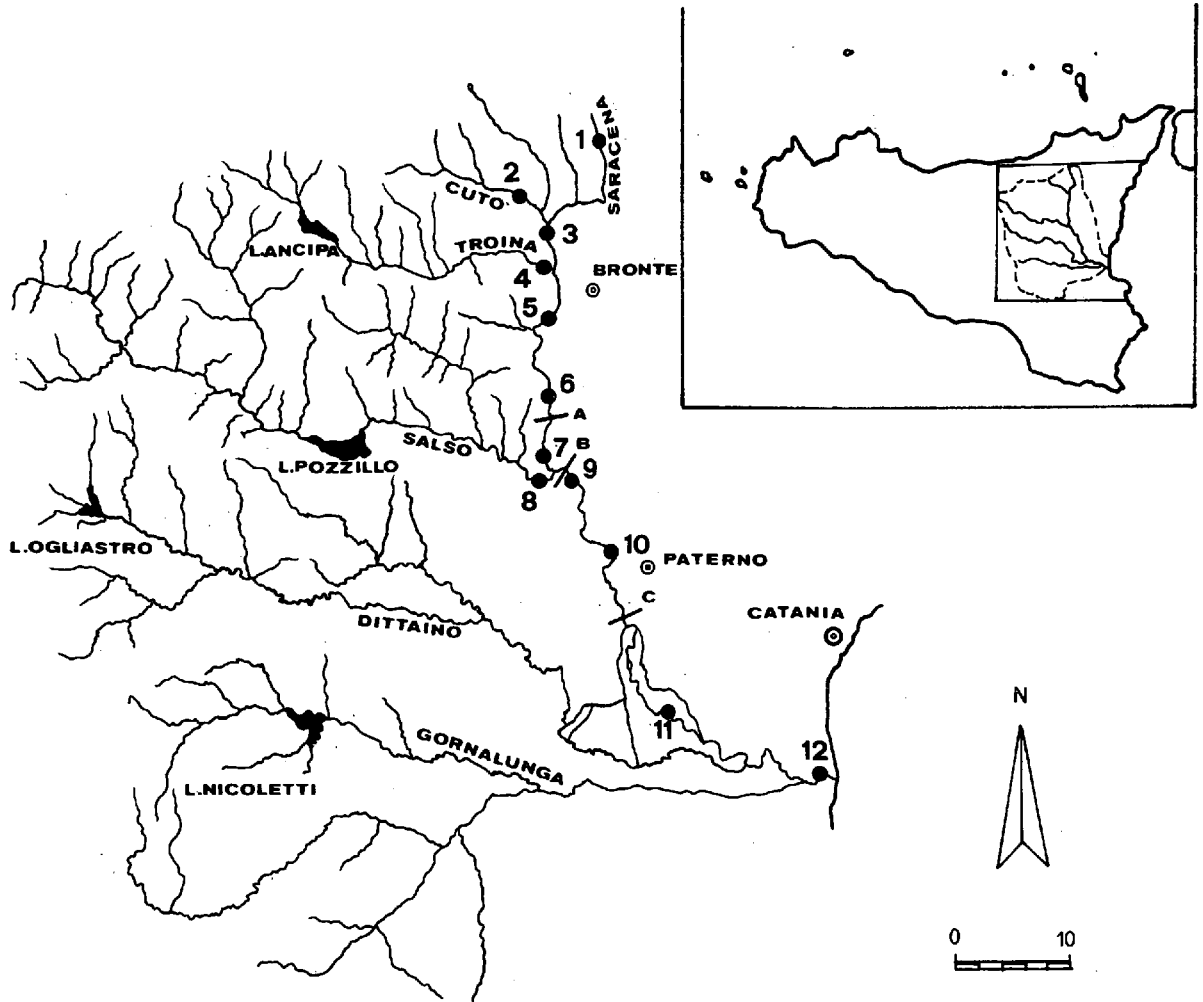 1
SARACENA
2
CUTO
3
L.ANCIPA
TROINA
4
BRONTE
5
6
A
SALSO
7
B
L.POZZILLO
8
9
L.OGLIASTRO
10
PATERNO
C
CATANIA
DITTAINO
11
GORNALUNGA
12
L.NICOLETTI
N
0 10